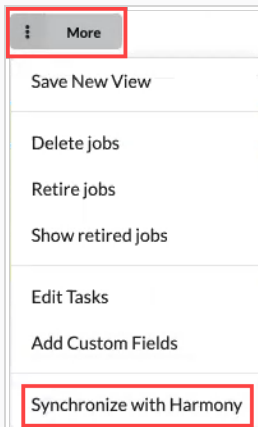 More
Save New View
Delete jobs
Retire jobs
Show retired jobs
Edit Tasks
Add Custom Fields
Synchronize with Harmony